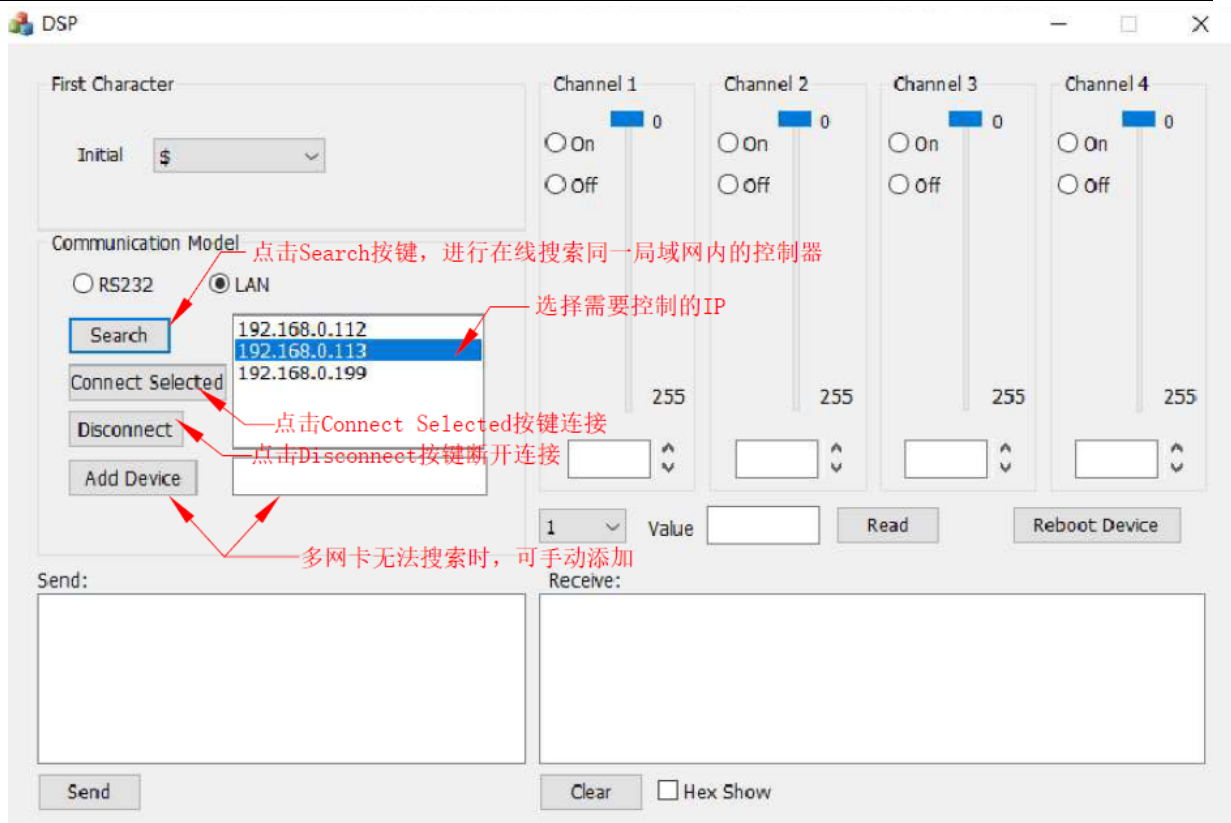 DSP
First Character
Initial
$
Communication Model
点击Search按键，进行在线搜索同一局域网内的控制器
RS232
LAN
选择需要控制的IP
Search
192.168.0.112
192.168.0.113
192.168.0.199
Connect Selected
点击Connect Selected按键连接
Disconnect
点击Disconnect按键断开连接
Add Device
多网卡无法搜索时，可手动添加
Channel 1
0
On
Off
255
Channel 2
0
On
Off
255
Channel 3
0
On
Off
255
Channel 4
0
On
Off
255
1
Value
Read
Reboot Device
Send:
Receive:
Send
Clear
Hex Show